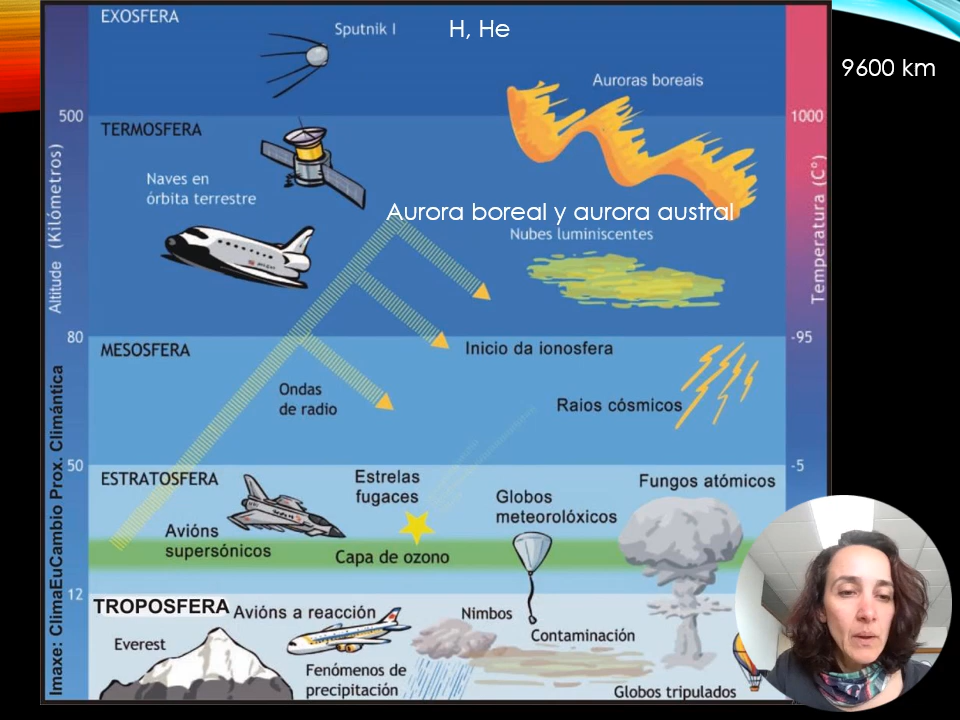 EXOSFERA
Sputnik I
H, He
9600 km
Auroras boreais
500
1000
TERMOSFERA
Naves en
órbita terrestre
Aurora boreal y aurora austral
Nubes luminiscentes
Altitude (Kilómetros)
Temperatura (Cº)
80
-95
MESOSFERA
Inicio da ionosfera
Ondas
de radio
Raios cósmicos
50
-5
ESTRATOSFERA
Estrelas
fugaces
Fungos atómicos
Globos
meteorolóxicos
Avións
supersónicos
Capa de ozono
12
TROPOSFERA
Avións a reacción
Nimbos
Everest
Contaminación
Fenómenos de
precipitación
Globos tripulados
Imaxe: ClimaEuCambio Prox. Climántica